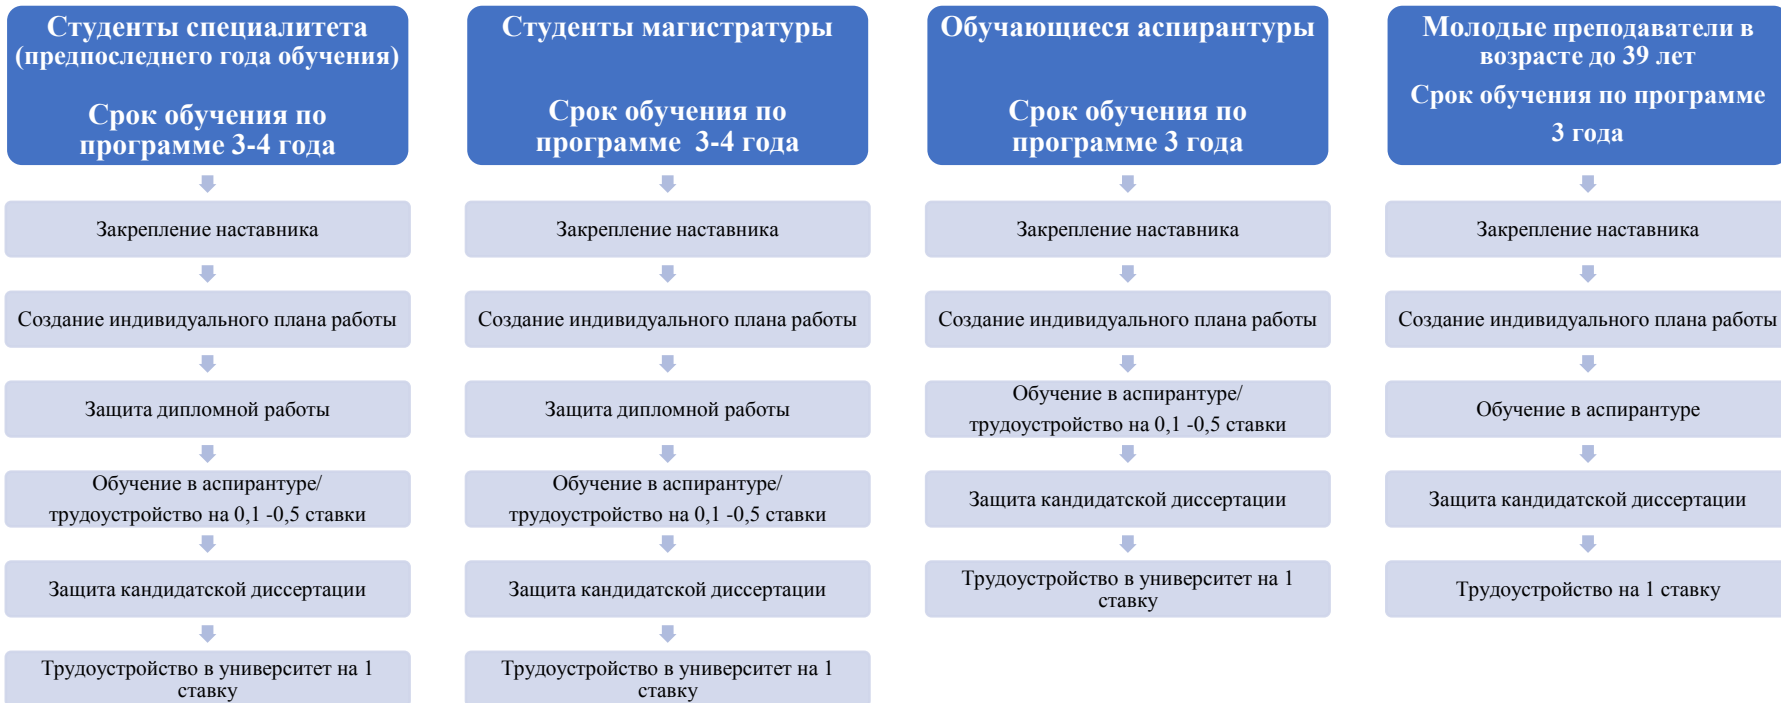 Студенты специалитета
(предпоследнего года обучения)
Срок обучения по
программе 3-4 года
Закрепление наставника
Создание индивидуального плана работы
Защита дипломной работы
Обучение в аспирантуре/
трудоустройство на 0,1 -0,5 ставки
Защита кандидатской диссертации
Трудоустройство в университет на 1
ставку
Студенты магистратуры
Срок обучения по
программе 3-4 года
Закрепление наставника
Создание индивидуального плана работы
Защита дипломной работы
Обучение в аспирантуре/
трудоустройство на 0,1 -0,5 ставки
Защита кандидатской диссертации
Трудоустройство в университет на 1
ставку
Обучающиеся аспирантуры
Срок обучения по
программе 3 года
Закрепление наставника
Создание индивидуального плана работы
Обучение в аспирантуре/
трудоустройство на 0,1 -0,5 ставки
Защита кандидатской диссертации
Трудоустройство в университет на 1
ставку
Молодые преподаватели в
возрасте до 39 лет
Срок обучения по программе
3 года
Закрепление наставника
Создание индивидуального плана работы
Обучение в аспирантуре
Защита кандидатской диссертации
Трудоустройство на 1 ставку